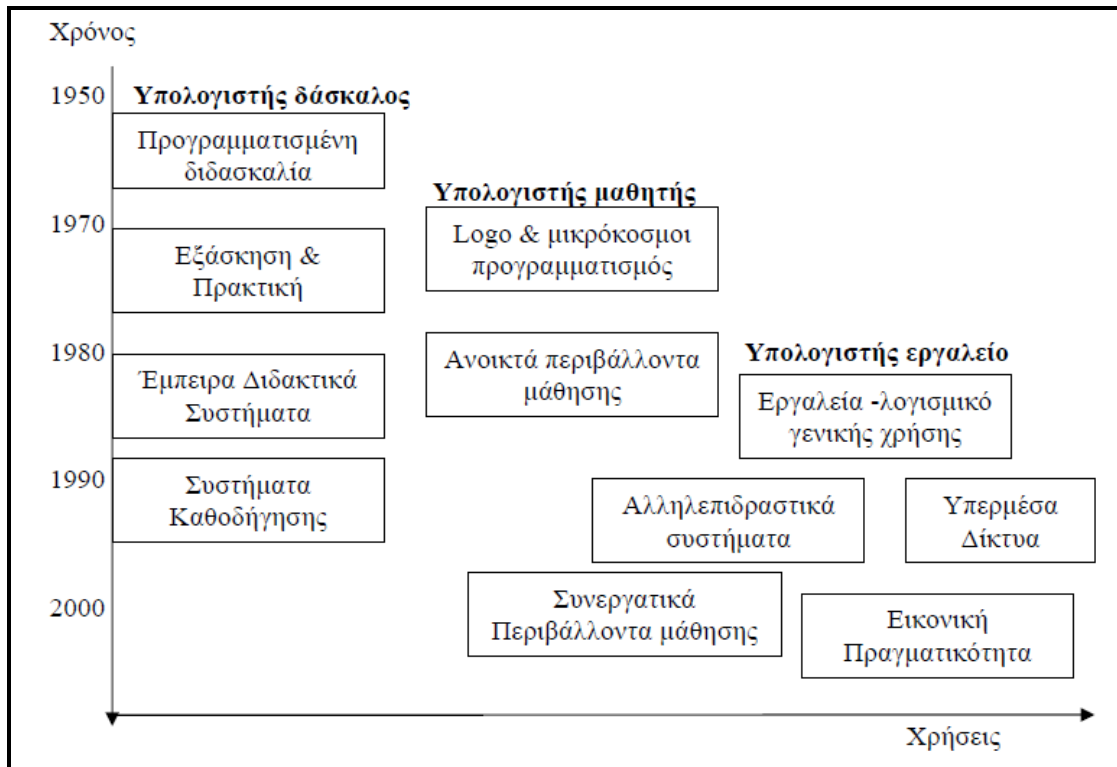 Χρόνος
1950
Υπολογιστής δάσκαλος
Προγραμματισμένη
διδασκαλία
Υπολογιστής μαθητής
1970
Logo & μικρόκοσμοι
προγραμματισμός
Εξάσκηση &
Πρακτική
1980
Ανοικτά περιβάλλοντα
μάθησης
Υπολογιστής εργαλείο
Έμπειρα Διδακτικά
Συστήματα
Εργαλεία -λογισμικό
γενικής χρήσης
1990
Συστήματα
Καθοδήγησης
Αλληλεπιδραστικά
συστήματα
Υπερμέσα
Δίκτυα
2000
Συνεργατικά
Περιβάλλοντα μάθησης
Εικονική
Πραγματικότητα
Χρήσεις